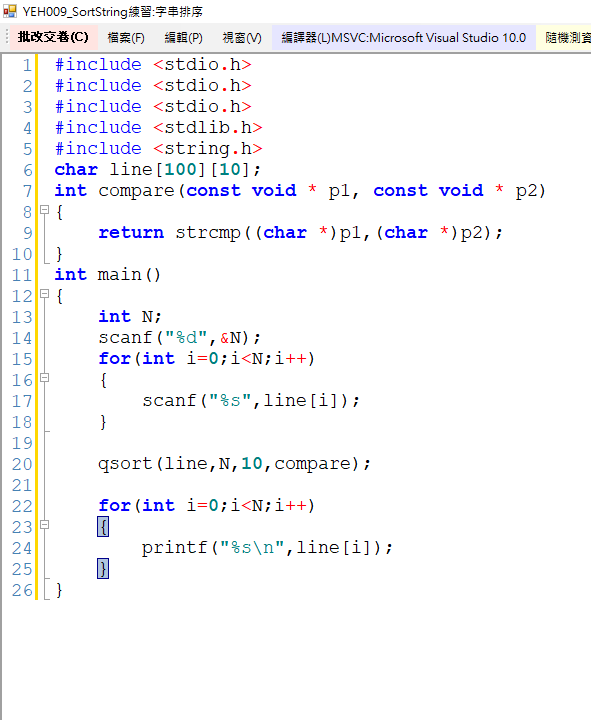 YEH009_SortString練習:字串排序
批改交卷(C) 檔案(F) 編輯(P) 視窗(V) 編譯器(L)MSVC:Microsoft Visual Studio 10.0 隨機測資
1 #include <stdio.h>
2 #include <stdio.h>
3 #include <stdio.h>
4 #include <stdlib.h>
5 #include <string.h>
6 char line[100][10];
7 int compare(const void * p1, const void * p2)
8 {
9     return strcmp((char *)p1,(char *)p2);
10 }
11 int main()
12 {
13     int N;
14     scanf("%d",&N);
15     for(int i=0;i<N;i++)
16     {
17         scanf("%s",line[i]);
18     }
19
20     qsort(line,N,10,compare);
21
22     for(int i=0;i<N;i++)
23     {
24         printf("%s\n",line[i]);
25     }
26 }